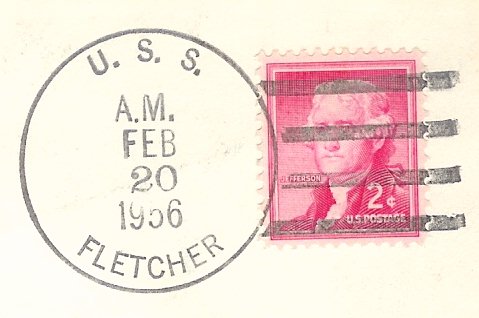 U. S. S.
A.M.
FEB
20
1956
FLETCHER
JEFFERSON
2¢
U.S. POSTAGE